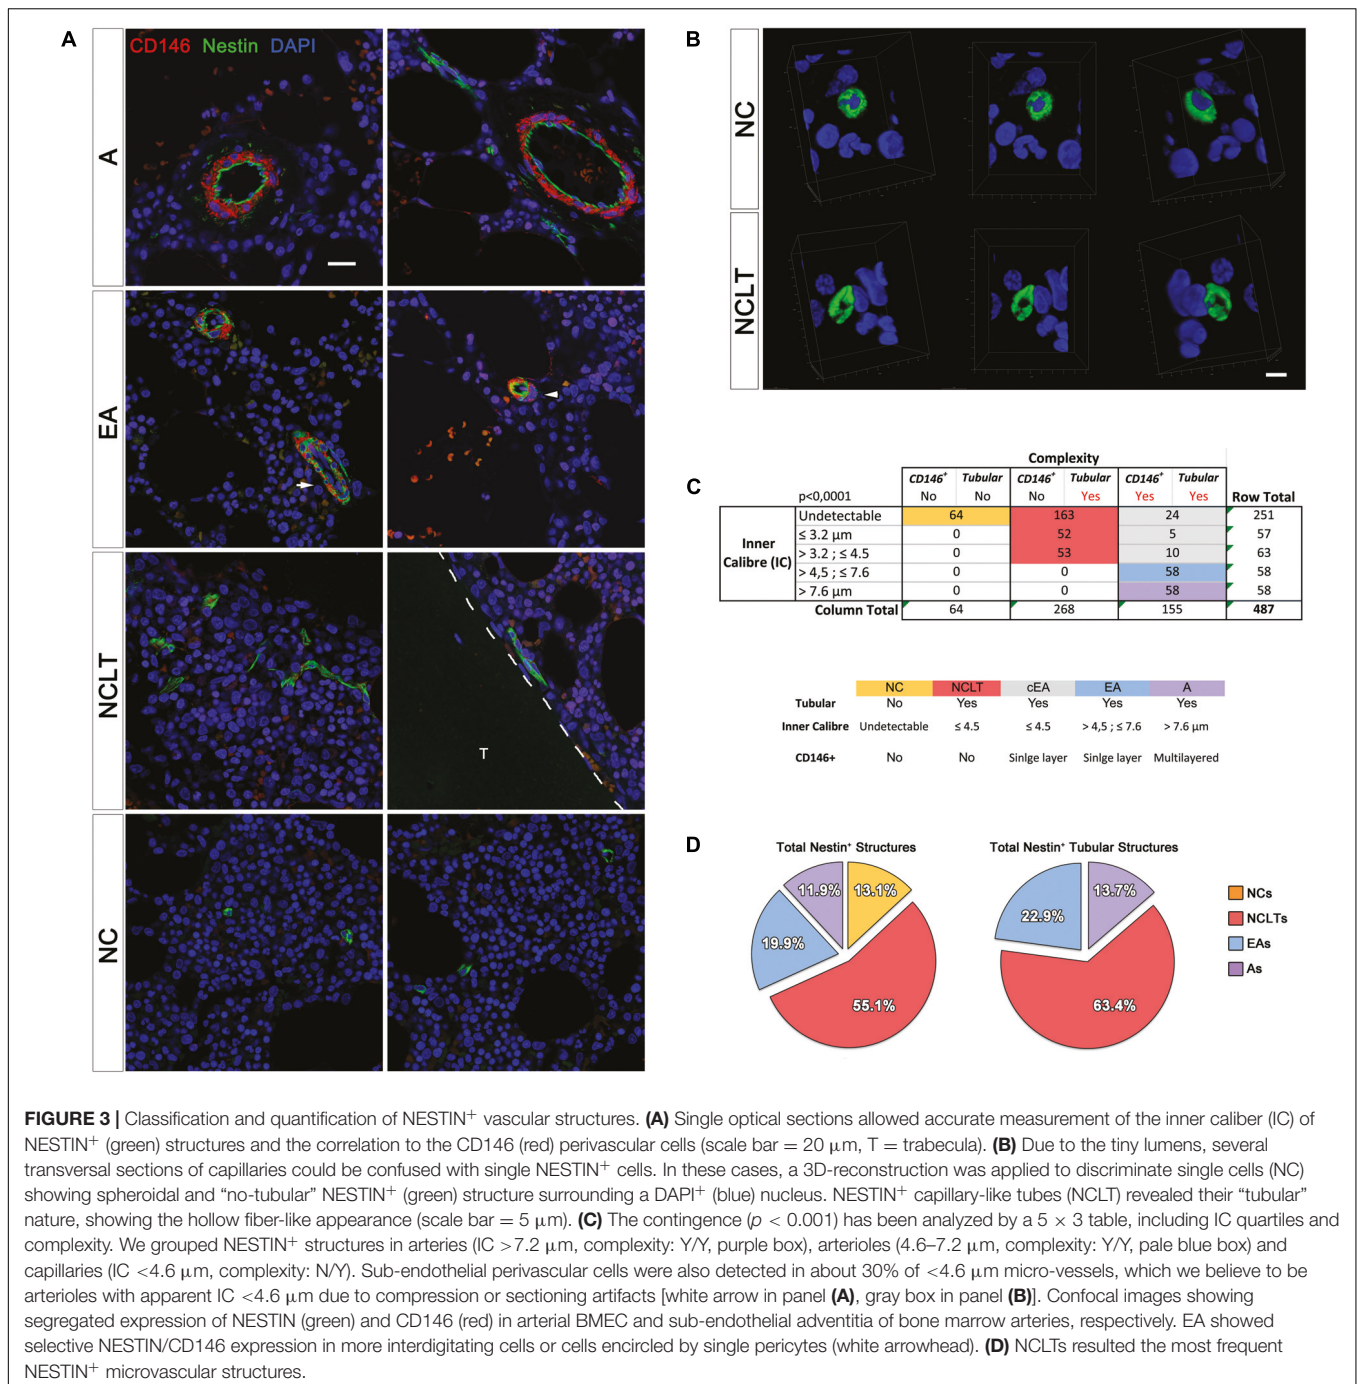 A
CD146 Nestin DAPI
A
EA
NCLT
T
NC
B
NC
NCLT
C
Complexity
CD146+ Tubular CD146+ Tubular CD146+ Tubular
p<0,0001 No No No Yes Yes Yes Row Total
Inner Calibre (IC)
Undetectable 64 163 24 251
≤ 3.2 µm 0 52 5 57
> 3.2 ; ≤ 4.5 0 53 10 63
> 4,5 ; ≤ 7.6 0 0 58 58
> 7.6 µm 0 0 58 58
Column Total 64 268 155 487
NC NCLT cEA EA A
Tubular No Yes Yes Yes Yes
Inner Calibre Undetectable ≤ 4.5 ≤ 4.5 > 4,5 ; ≤ 7.6 > 7.6 µm
CD146+ No No Sinlge layer Sinlge layer Multilayered
D
Total Nestin+ Structures Total Nestin+ Tubular Structures
11.9% 13.1% 19.9% 55.1%
13.7% 22.9% 63.4%
NCs
NCLTs
EAs
As
FIGURE 3 | Classification and quantification of NESTIN+ vascular structures. (A) Single optical sections allowed accurate measurement of the inner caliber (IC) of
NESTIN+ (green) structures and the correlation to the CD146 (red) perivascular cells (scale bar = 20 µm, T = trabecula). (B) Due to the tiny lumens, several
transversal sections of capillaries could be confused with single NESTIN+ cells. In these cases, a 3D-reconstruction was applied to discriminate single cells (NC)
showing spheroidal and “no-tubular” NESTIN+ (green) structure surrounding a DAPI+ (blue) nucleus. NESTIN+ capillary-like tubes (NCLT) revealed their “tubular”
nature, showing the hollow fiber-like appearance (scale bar = 5 µm). (C) The contingence (p < 0.001) has been analyzed by a 5 × 3 table, including IC quartiles and
complexity. We grouped NESTIN+ structures in arteries (IC >7.2 µm, complexity: Y/Y, purple box), arterioles (4.6–7.2 µm, complexity: Y/Y, pale blue box) and
capillaries (IC <4.6 µm, complexity: N/Y). Sub-endothelial perivascular cells were also detected in about 30% of <4.6 µm micro-vessels, which we believe to be
arterioles with apparent IC <4.6 µm due to compression or sectioning artifacts [white arrow in panel (A), gray box in panel (B)]. Confocal images showing
segregated expression of NESTIN (green) and CD146 (red) in arterial BMEC and sub-endothelial adventitia of bone marrow arteries, respectively. EA showed
selective NESTIN/CD146 expression in more interdigitating cells or cells encircled by single pericytes (white arrowhead). (D) NCLTs resulted the most frequent
NESTIN+ microvascular structures.